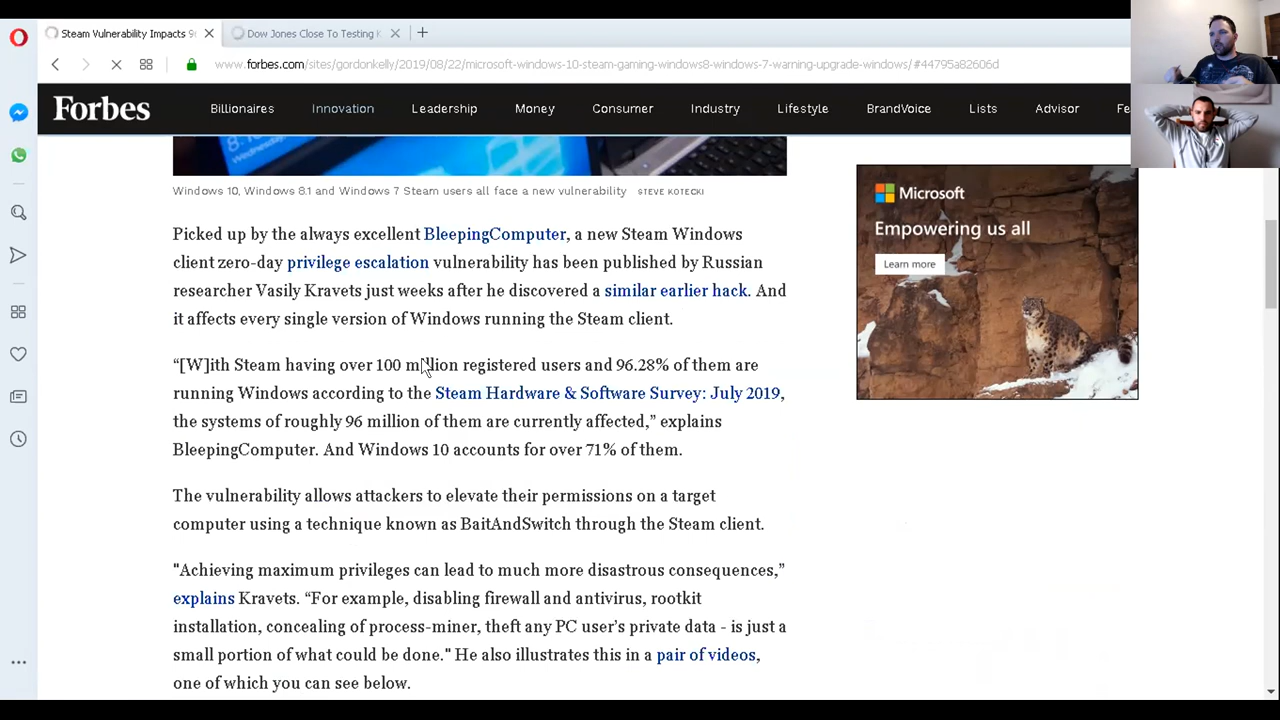 Steam Vulnerability Impacts 9
Dow Jones Close To Testing
www.forbes.com/sites/gordonkelly/2019/08/22/microsoft-windows-10-steam-gaming-windows8-windows-7-warning-upgrade-windows/#44795a82606d
Forbes
Billionaires
Innovation
Leadership
Money
Consumer
Industry
Lifestyle
BrandVoice
Lists
Advisor
Fe
8:
Wednesday
Windows 10, Windows 8.1 and Windows 7 Steam users all face a new vulnerability STEVE KOTECKI
Picked up by the always excellent BleepingComputer, a new Steam Windows
client zero-day privilege escalation vulnerability has been published by Russian
researcher Vasily Kravets just weeks after he discovered a similar earlier hack. And
it affects every single version of Windows running the Steam client.
“[W]ith Steam having over 100 million registered users and 96.28% of them are
running Windows according to the Steam Hardware & Software Survey: July 2019,
the systems of roughly 96 million of them are currently affected,” explains
BleepingComputer. And Windows 10 accounts for over 71% of them.
The vulnerability allows attackers to elevate their permissions on a target
computer using a technique known as BaitAndSwitch through the Steam client.
"Achieving maximum privileges can lead to much more disastrous consequences,”
explains Kravets. “For example, disabling firewall and antivirus, rootkit
installation, concealing of process-miner, theft any PC user’s private data - is just a
small portion of what could be done." He also illustrates this in a pair of videos,
one of which you can see below.
Microsoft
Empowering us all
Learn more